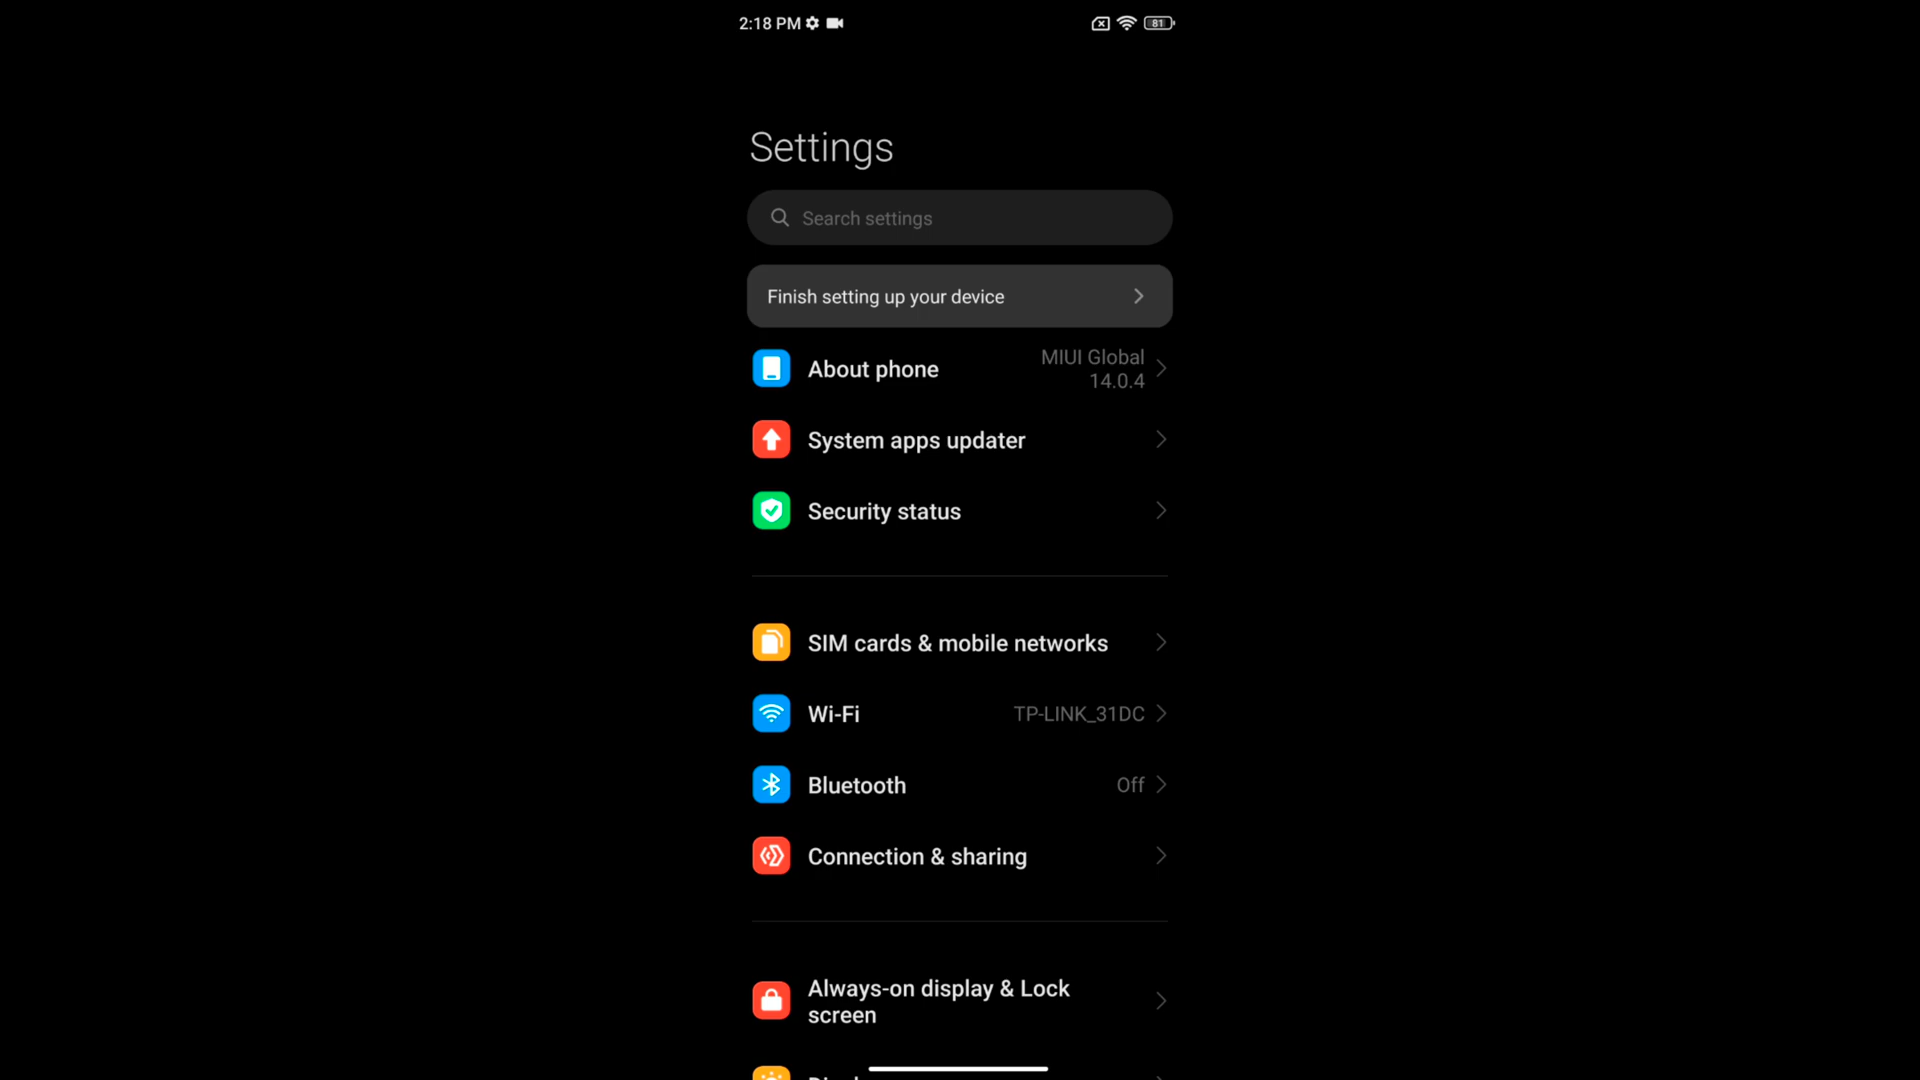 2:18 PM
81
Settings
Search settings
Finish setting up your device
About phone
MIUI Global
14.0.4
System apps updater
Security status
SIM cards & mobile networks
Wi-Fi
TP-LINK_31DC
Bluetooth
Off
Connection & sharing
Always-on display & Lock
screen